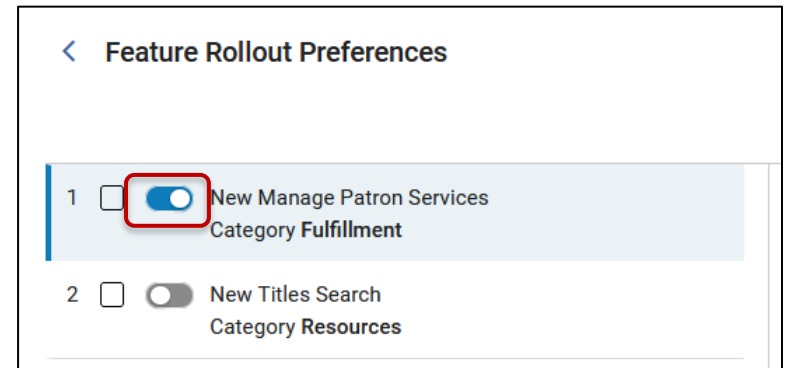 Feature Rollout Preferences
1 New Manage Patron Services
Category Fulfillment
2 New Titles Search
Category Resources